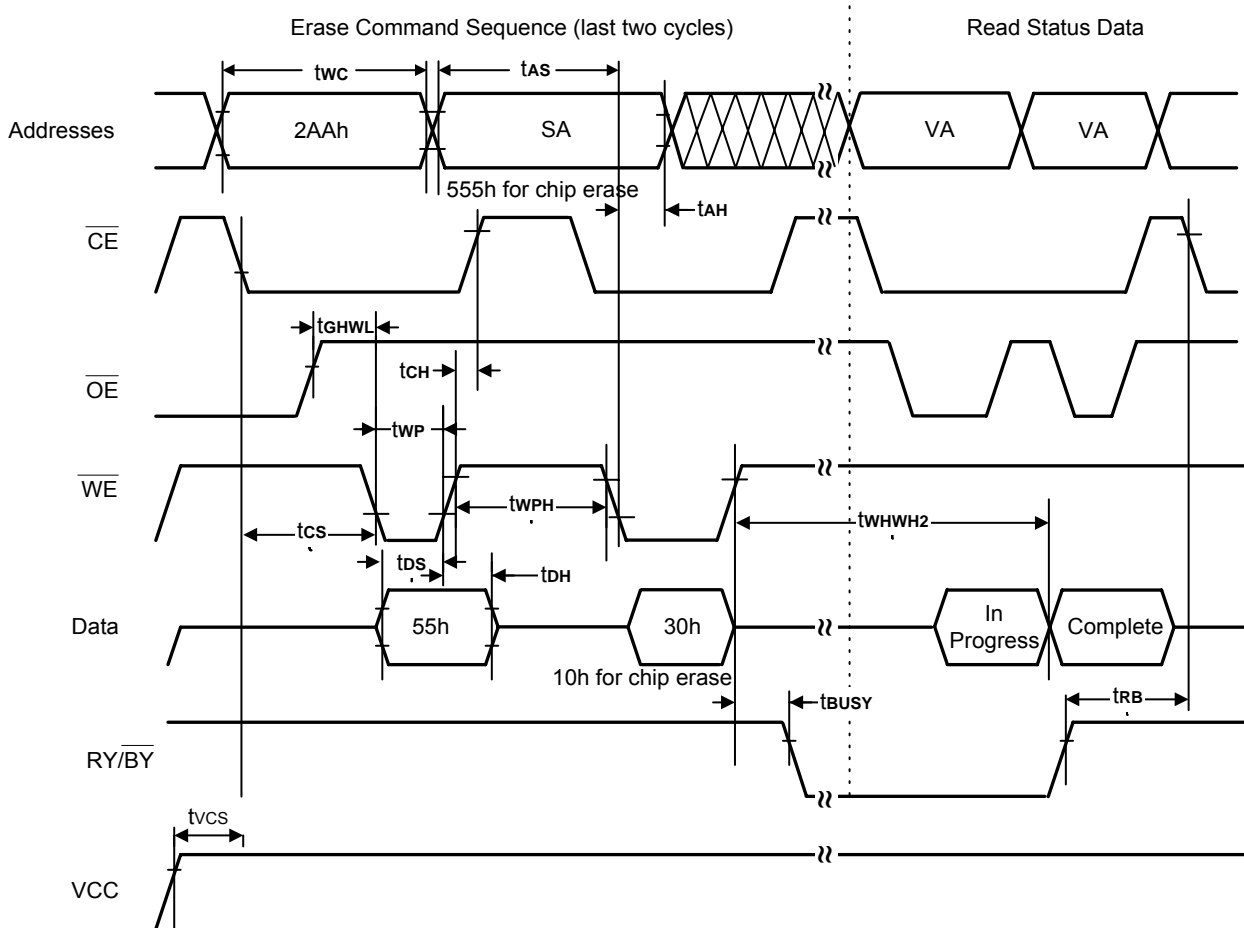 Erase Command Sequence (last two cycles)
Read Status Data
tWC
tAS
Addresses
2AAh
SA
VA
VA
555h for chip erase
tAH
CE
tGHWL
OE
tCH
tWP
WE
tWPH
tCS
tWHWH2
tDS
tDH
Data
55h
30h
In
Progress
Complete
10h for chip erase
tBUSY
tRB
RY/BY
tVCS
VCC